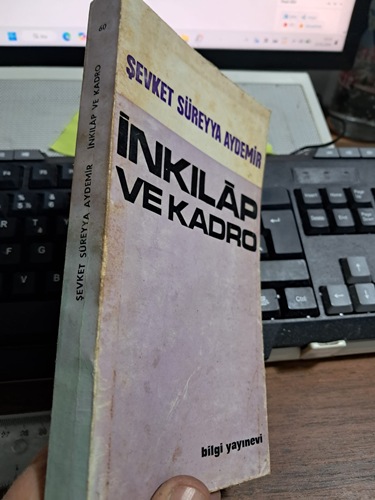 60
ŞEVKET SÜREYYA AYDEMİR İNKILÂP VE KADRO
ŞEVKET SÜREYYA AYDEMİR
İNKILÂP
VE KADRO
bilgi yayınevi